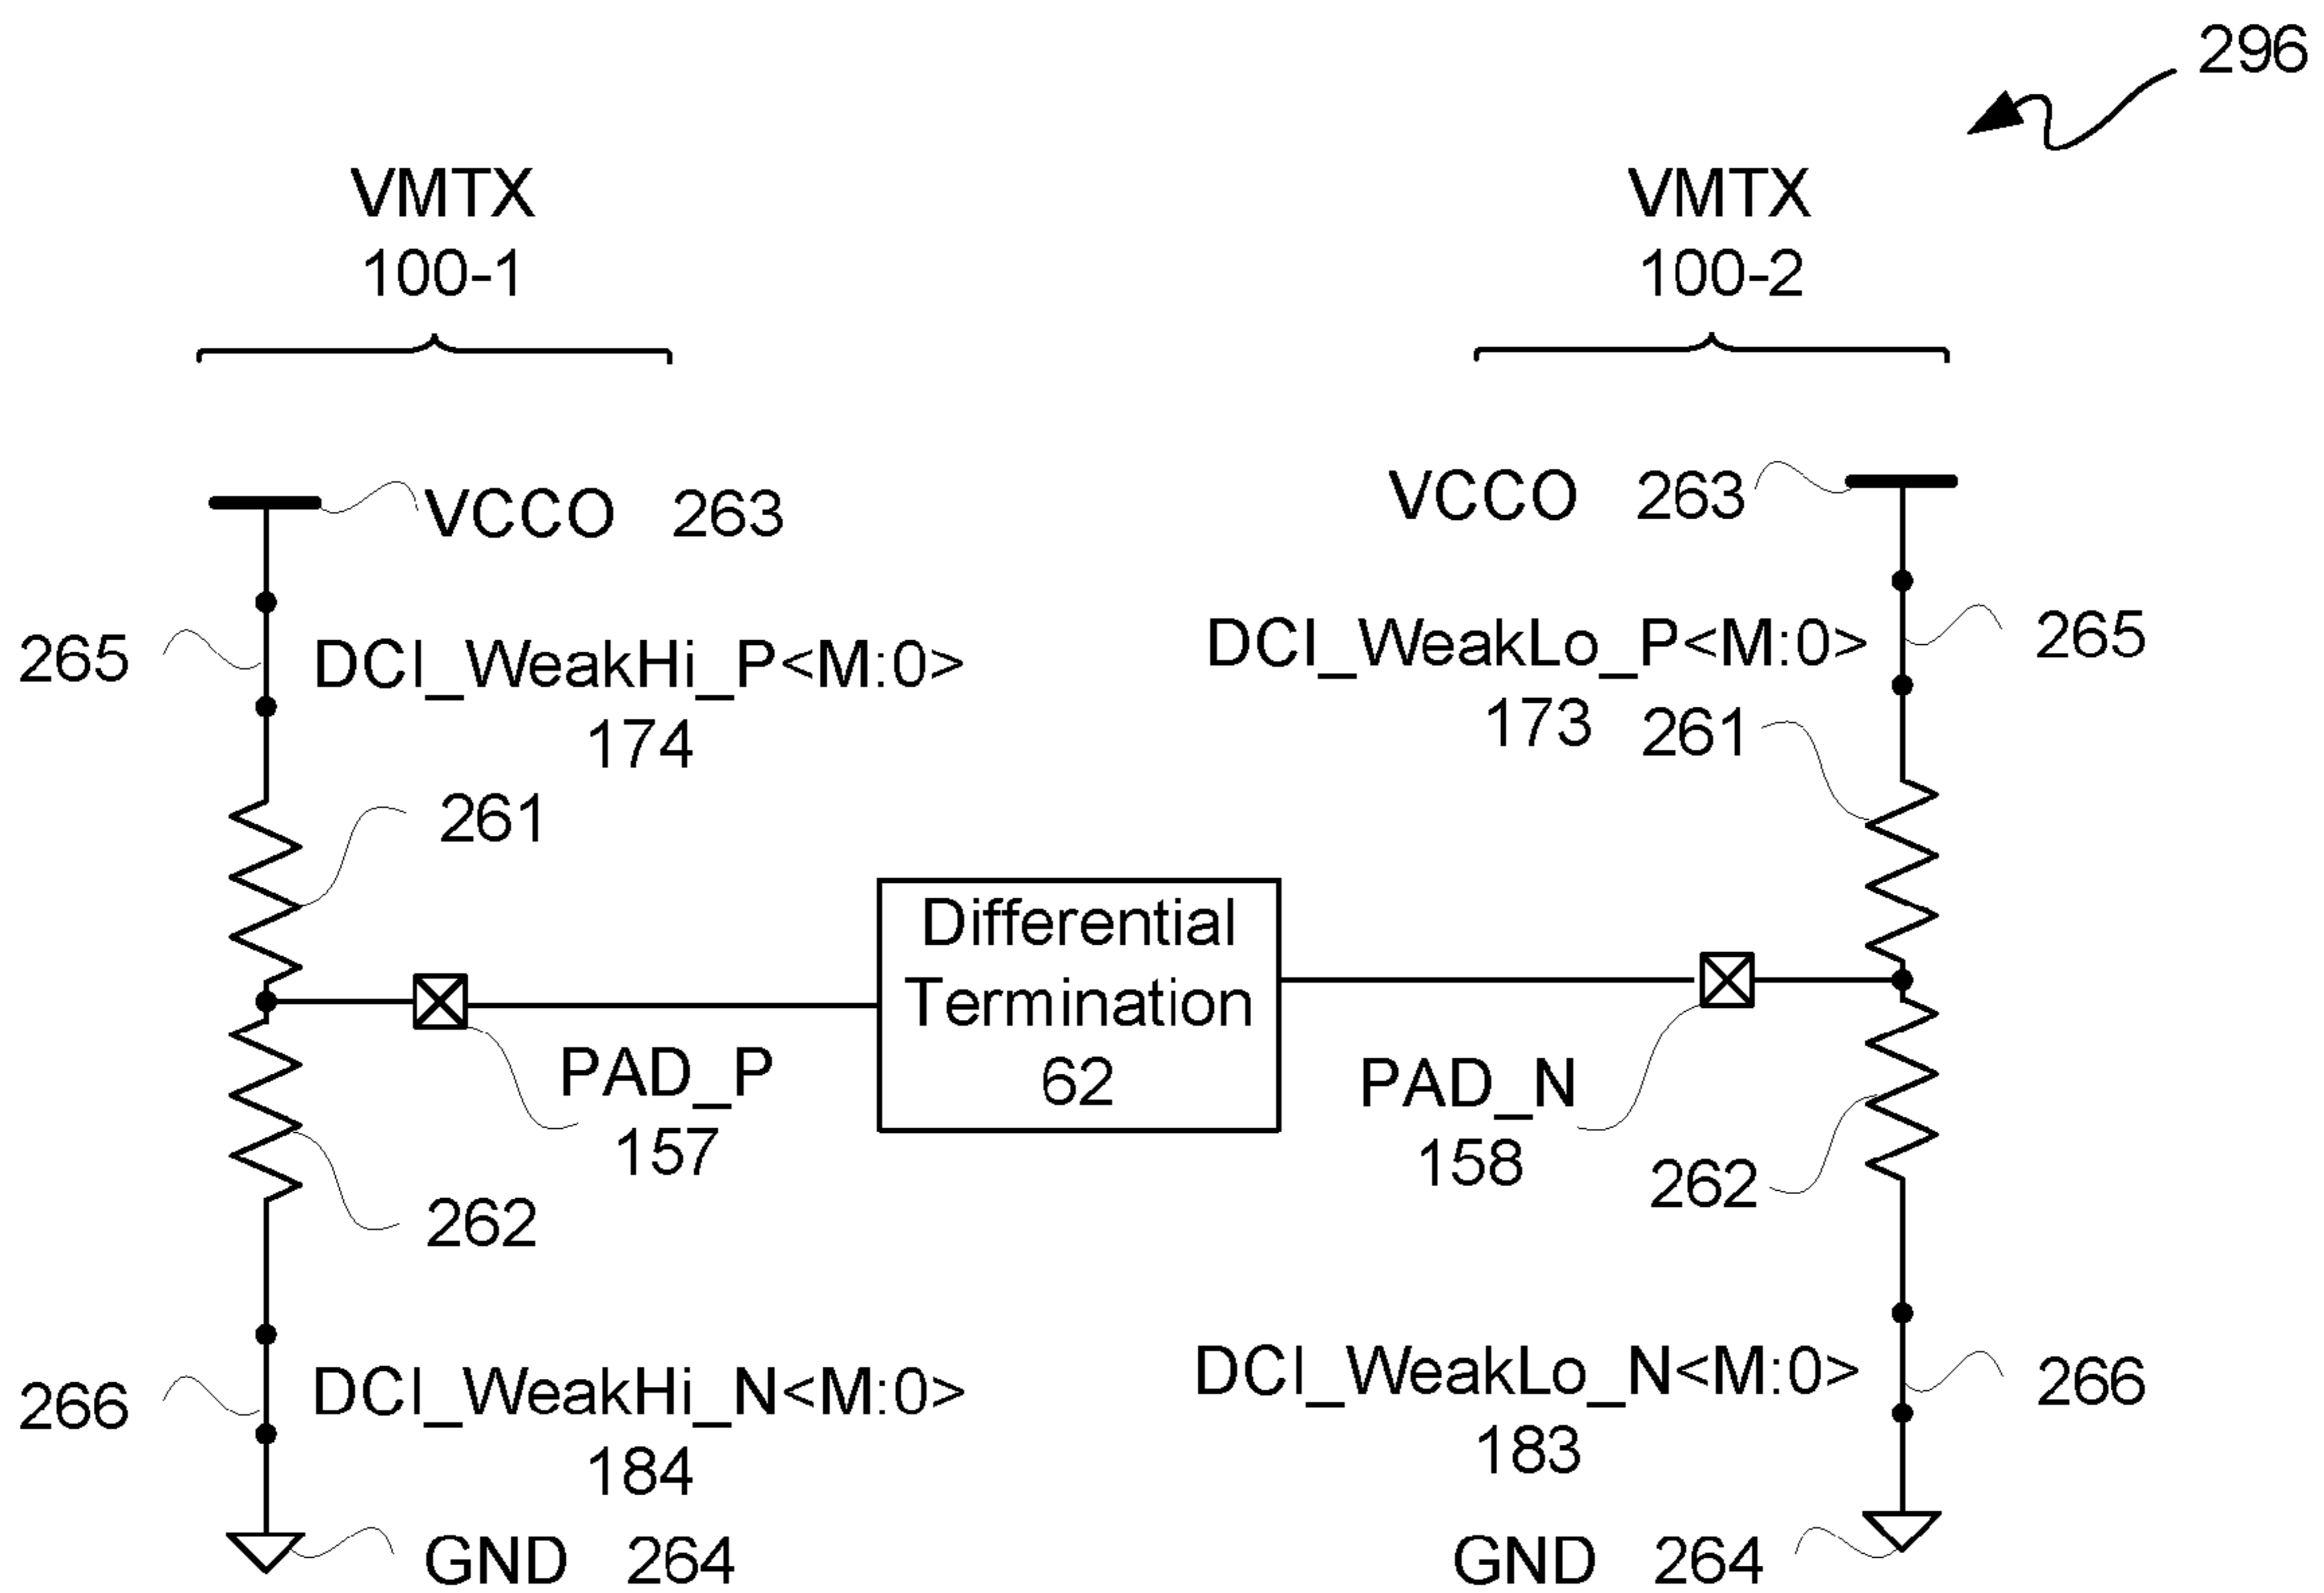 296
VMTX
100-1
VMTX
100-2
VCCO 263
VCCO 263
265
DCI_WeakHi_P<M:0>
174
DCI_WeakLo_P<M:0>
173
265
261
261
Differential
Termination
62
PAD_P
157
PAD_N
158
262
262
266
DCI_WeakHi_N<M:0>
184
DCI_WeakLo_N<M:0>
183
266
GND 264
GND 264